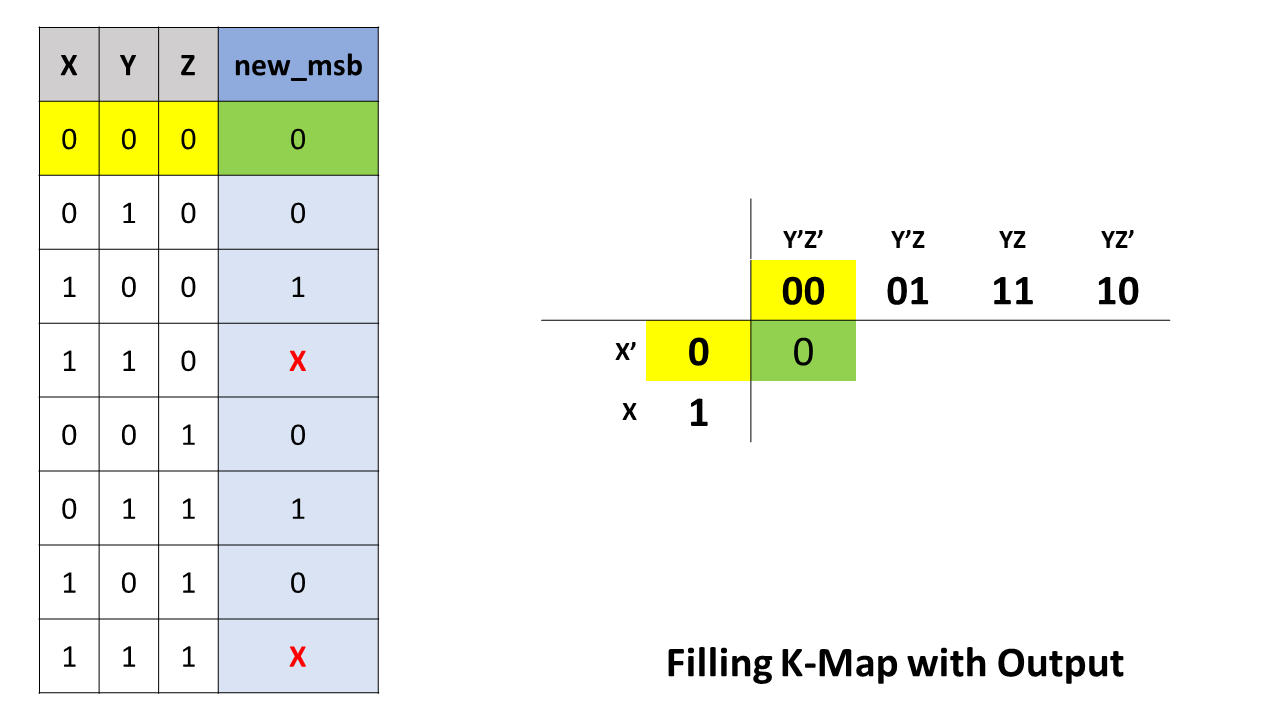 X Y Z new_msb
0 0 0 0
0 1 0 0
1 0 0 1
1 1 0 X
0 0 1 0
0 1 1 1
1 0 1 0
1 1 1 X
Y’Z’ Y’Z YZ YZ’
00 01 11 10
X’ 0 0
X 1
Filling K-Map with Output